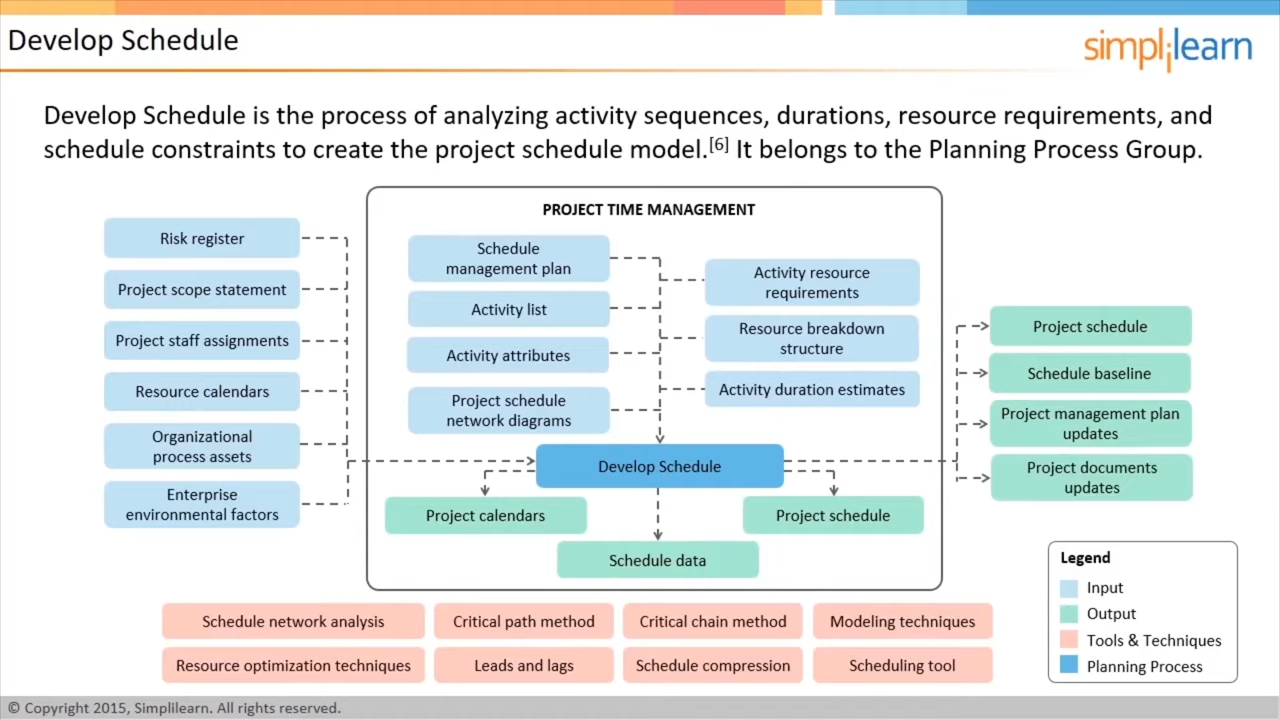 Develop Schedule
simplilearn
Develop Schedule is the process of analyzing activity sequences, durations, resource requirements, and
schedule constraints to create the project schedule model.[6] It belongs to the Planning Process Group.
PROJECT TIME MANAGEMENT
Risk register
Project scope statement
Project staff assignments
Resource calendars
Organizational
process assets
Enterprise
environmental factors
Schedule
management plan
Activity list
Activity attributes
Project schedule
network diagrams
Activity resource
requirements
Resource breakdown
structure
Activity duration estimates
Develop Schedule
Project calendars
Project schedule
Schedule data
Project schedule
Schedule baseline
Project management plan
updates
Project documents
updates
Schedule network analysis
Critical path method
Critical chain method
Modeling techniques
Resource optimization techniques
Leads and lags
Schedule compression
Scheduling tool
Legend
Input
Output
Tools & Techniques
Planning Process
© Copyright 2015, Simplilearn. All rights reserved.